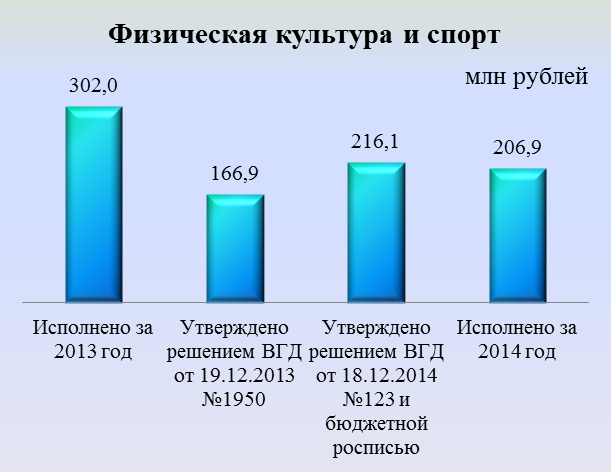 Физическая культура и спорт
млн рублей
302,0
166,9
216,1
206,9
Исполнено за
2013 год
Утверждено
решением ВГД
от 19.12.2013
№1950
Утверждено
решением ВГД
от 18.12.2014
№123 и
бюджетной
росписью
Исполнено за
2014 год